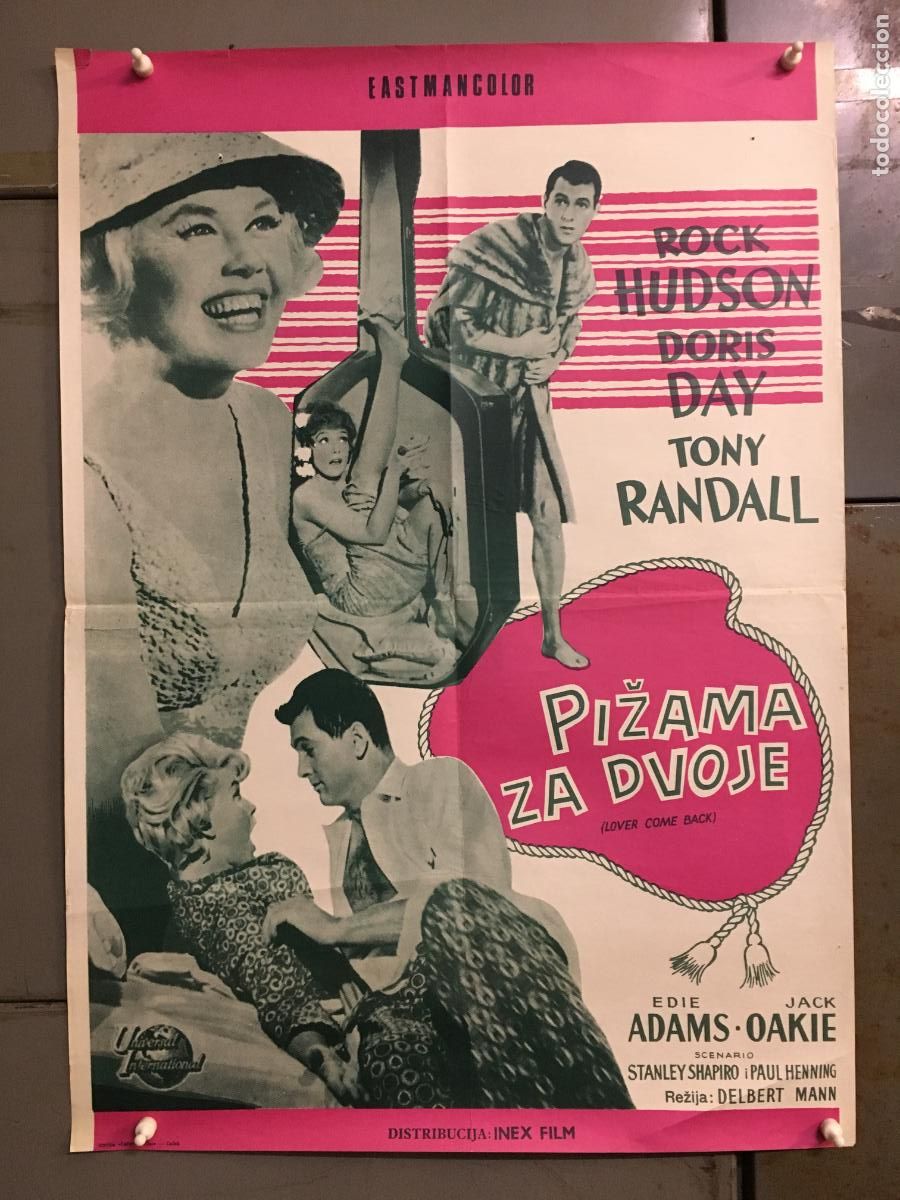 EASTMANCOLOR
todocoleccion
ROCK
HUDSON
DORIS
DAY
TONY
RANDALL
PIŽAMA
ZA DVOJE
(LOVER COME BACK)
EDIE JACK
ADAMS · OAKIE
SCENARIO
STANLEY SHAPIRO i PAUL HENNING
Režija: DELBERT MANN
Universal
International
DISTRIBUCIJA: INEX FILM